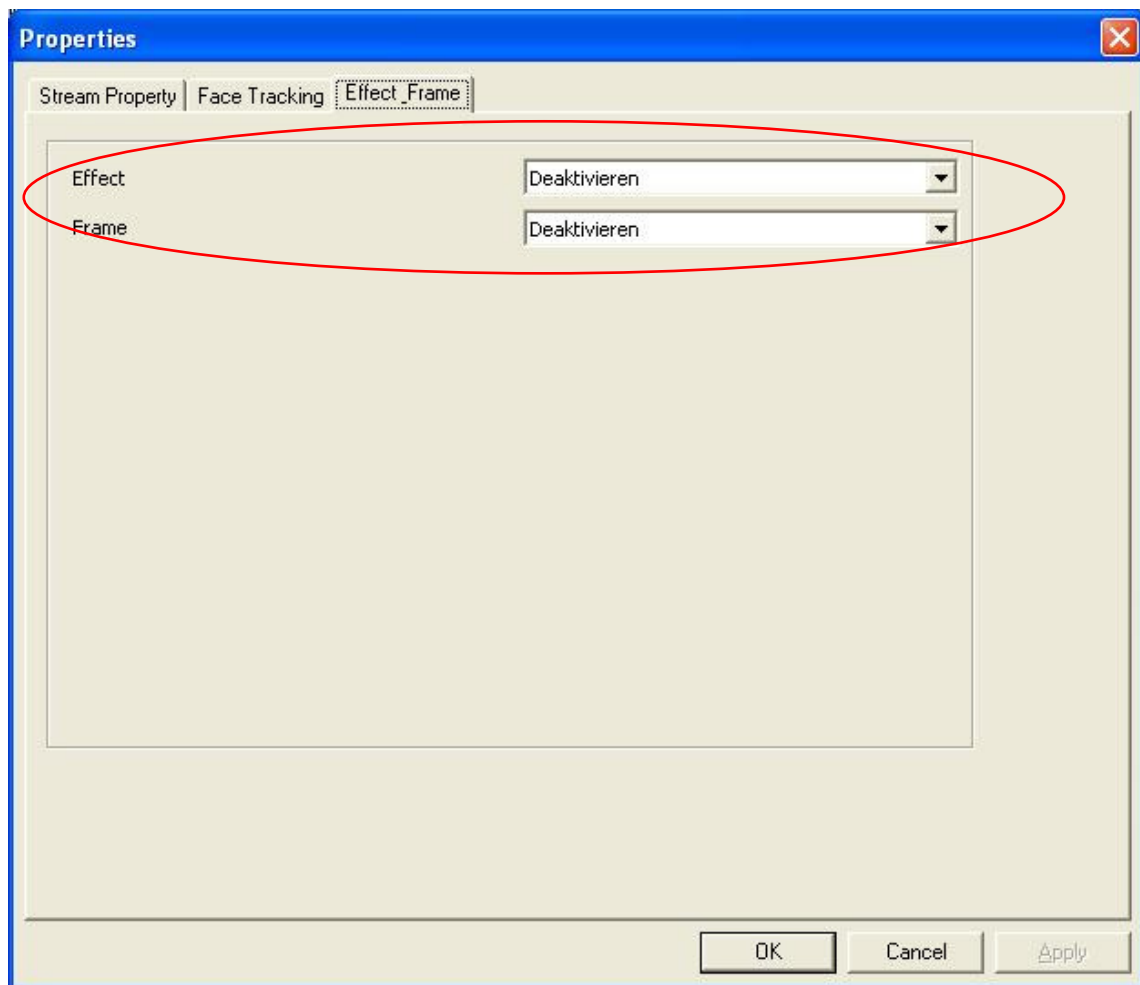 Properties
Stream Property Face Tracking Effect_Frame
Effect Deaktivieren
Frame Deaktivieren
OK Cancel Apply